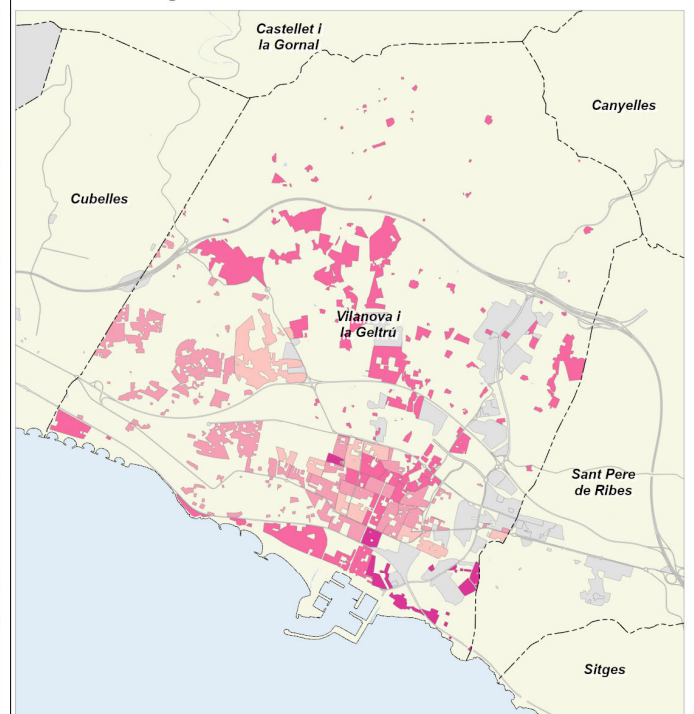 Castellet i
la Gornal
Canyelles
Cubelles
Vilanova i
la Geltrú
Sant Pere
de Ribes
Sitges